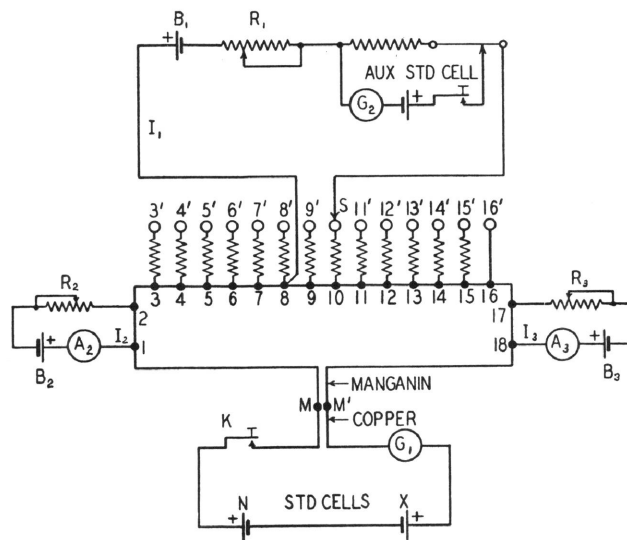 B₁ R₁
+
AUX STD CELL
G₂ +
I₁
3' 4' 5' 6' 7' 8' 9' S 11' 12' 13' 14' 15' 16'
3 4 5 6 7 8 9 10 11 12 13 14 15 16
R₂ R₃
2 17
+ A₂ I₂ 1 18 I₃ A₃ +
B₂ B₃
MANGANIN
M M'
COPPER
K G₁
N STD CELLS X
+ +